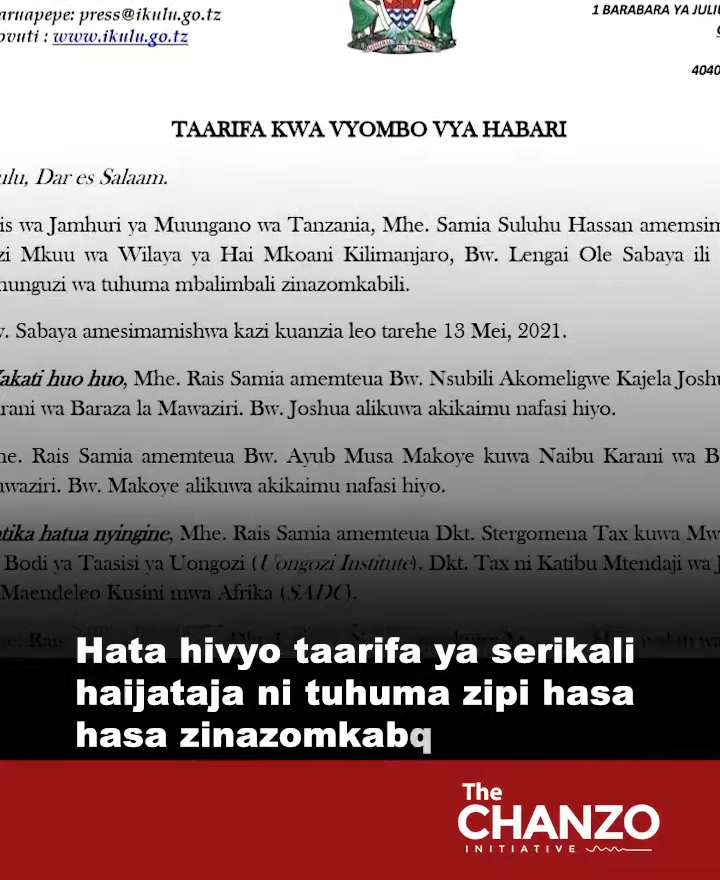 aruapepe: press@ikulu.go.tz
ovuti : www.ikulu.go.tz
1 BARABARA YA JULIU
4040
TAARIFA KWA VYOMBO VYA HABARI
ulu, Dar es Salaam.
is wa Jamhuri ya Muungano wa Tanzania, Mhe. Samia Suluhu Hassan amemsim
zi Mkuu wa Wilaya ya Hai Mkoani Kilimanjaro, Bw. Lengai Ole Sabaya ili
hunguzi wa tuhuma mbalimbali zinazomkabili.
w. Sabaya amesimamishwa kazi kuanzia leo tarehe 13 Mei, 2021.
akati huo huo, Mhe. Rais Samia amemteua Bw. Nsubili Akomeligwe Kajela Joshu
arani wa Baraza la Mawaziri. Bw. Joshua alikuwa akikaimu nafasi hiyo.
he. Rais Samia amemteua Bw. Ayub Musa Makoye kuwa Naibu Karani wa B
awaziri. Bw. Makoye alikuwa akikaimu nafasi hiyo.
atika hatua nyingine, Mhe. Rais Samia amemteua Dkt. Stergomena Tax kuwa Mw
Bodi ya Taasisi ya Uongozi (Uongozi Institute). Dkt. Tax ni Katibu Mtendaji wa J
Maendeleo Kusini mwa Afrika (SADC).
Hata hivyo taarifa ya serikali
haijataja ni tuhuma zipi hasa
hasa zinazomkabq
The
CHANZO
INITIATIVE